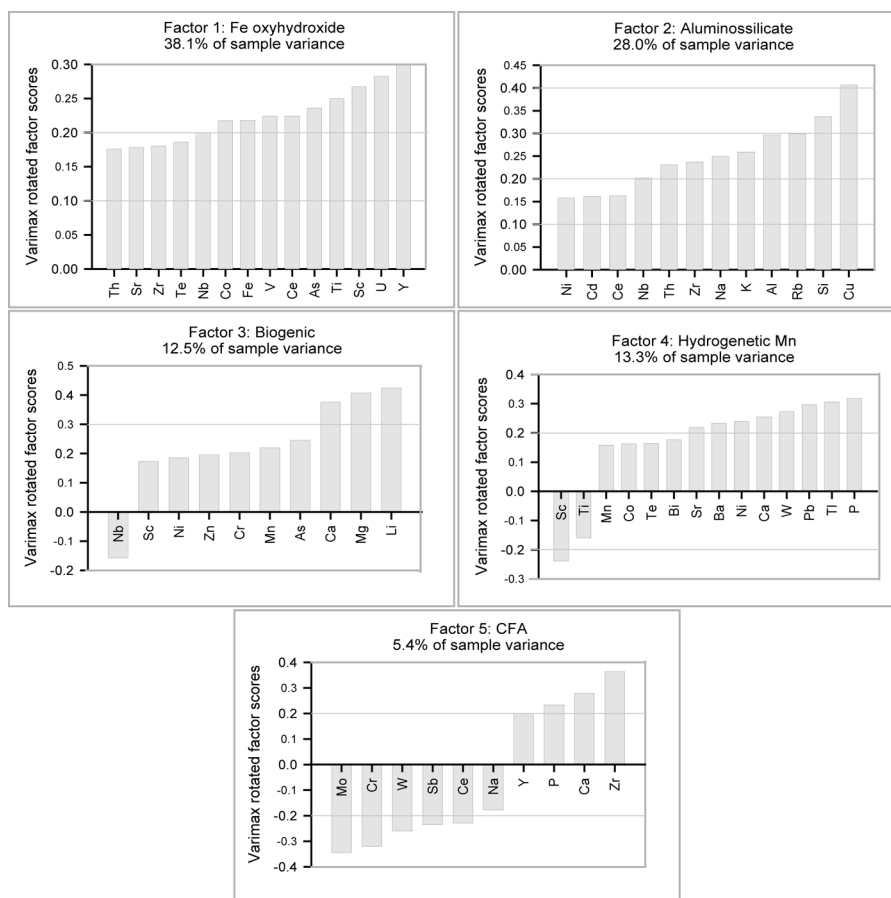 Factor 1: Fe oxyhydroxide
38.1% of sample variance
Varimax rotated factor scores
0.30
0.25
0.20
0.15
0.10
0.05
0.00
Th Sr Zr Te Nb Co Fe V Ce As Ti Sc U Y
Factor 2: Aluminossilicate
28.0% of sample variance
Varimax rotated factor scores
0.45
0.40
0.35
0.30
0.25
0.20
0.15
0.10
0.05
0.00
Ni Cd Ce Nb Th Zr Na K Al Rb Si Cu
Factor 3: Biogenic
12.5% of sample variance
Varimax rotated factor scores
0.5
0.4
0.3
0.2
0.1
0.0
-0.1
-0.2
Nb Sc Ni Zn Cr Mn As Ca Mg Li
Factor 4: Hydrogenetic Mn
13.3% of sample variance
Varimax rotated factor scores
0.4
0.3
0.2
0.1
0.0
-0.1
-0.2
-0.3
Sc Ti Mn Co Te Bi Sr Ba Ni Ca W Pb Tl P
Factor 5: CFA
5.4% of sample variance
Varimax rotated factor scores
0.4
0.3
0.2
0.1
0.0
-0.1
-0.2
-0.3
-0.4
Mo Cr W Sb Ce Na Y P Ca Zr